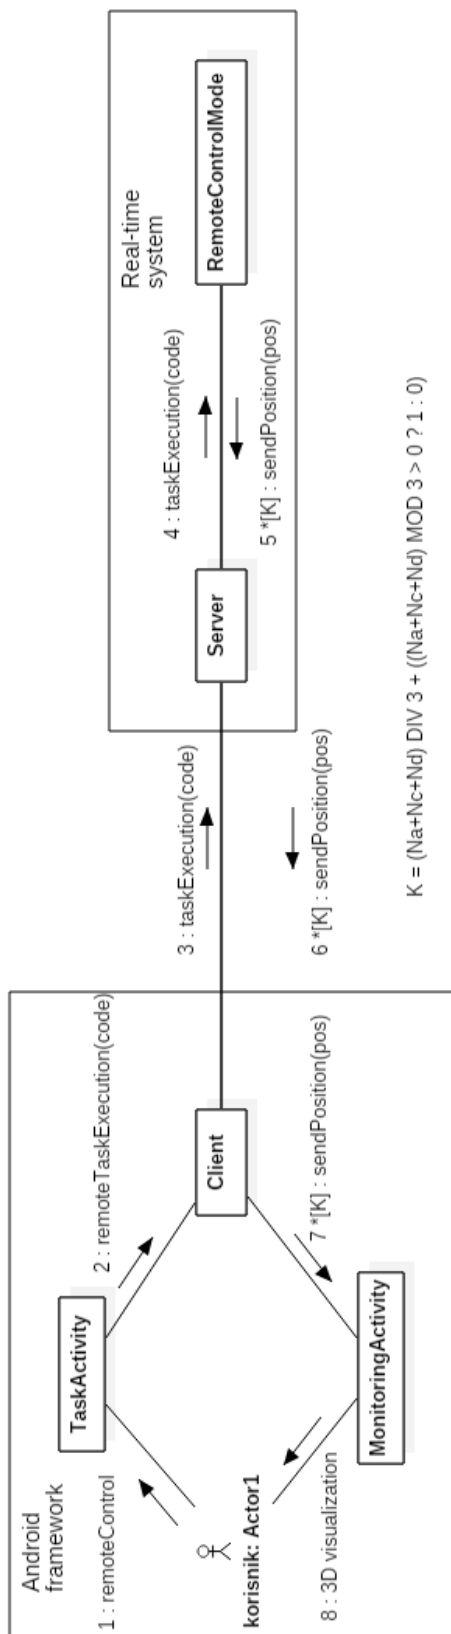 Android
framework
1 : remoteControl
TaskActivity
2 : remoteTaskExecution(code)
korisnik: Actor1
Client
8 : 3D visualization
MonitoringActivity
7 *[K] : sendPosition(pos)
3 : taskExecution(code)
6 *[K] : sendPosition(pos)
Real-time
system
Server
4 : taskExecution(code)
5 *[K] : sendPosition(pos)
RemoteControlMode
K = (Na+Nc+Nd) DIV 3 + ((Na+Nc+Nd) MOD 3 > 0 ? 1 : 0)